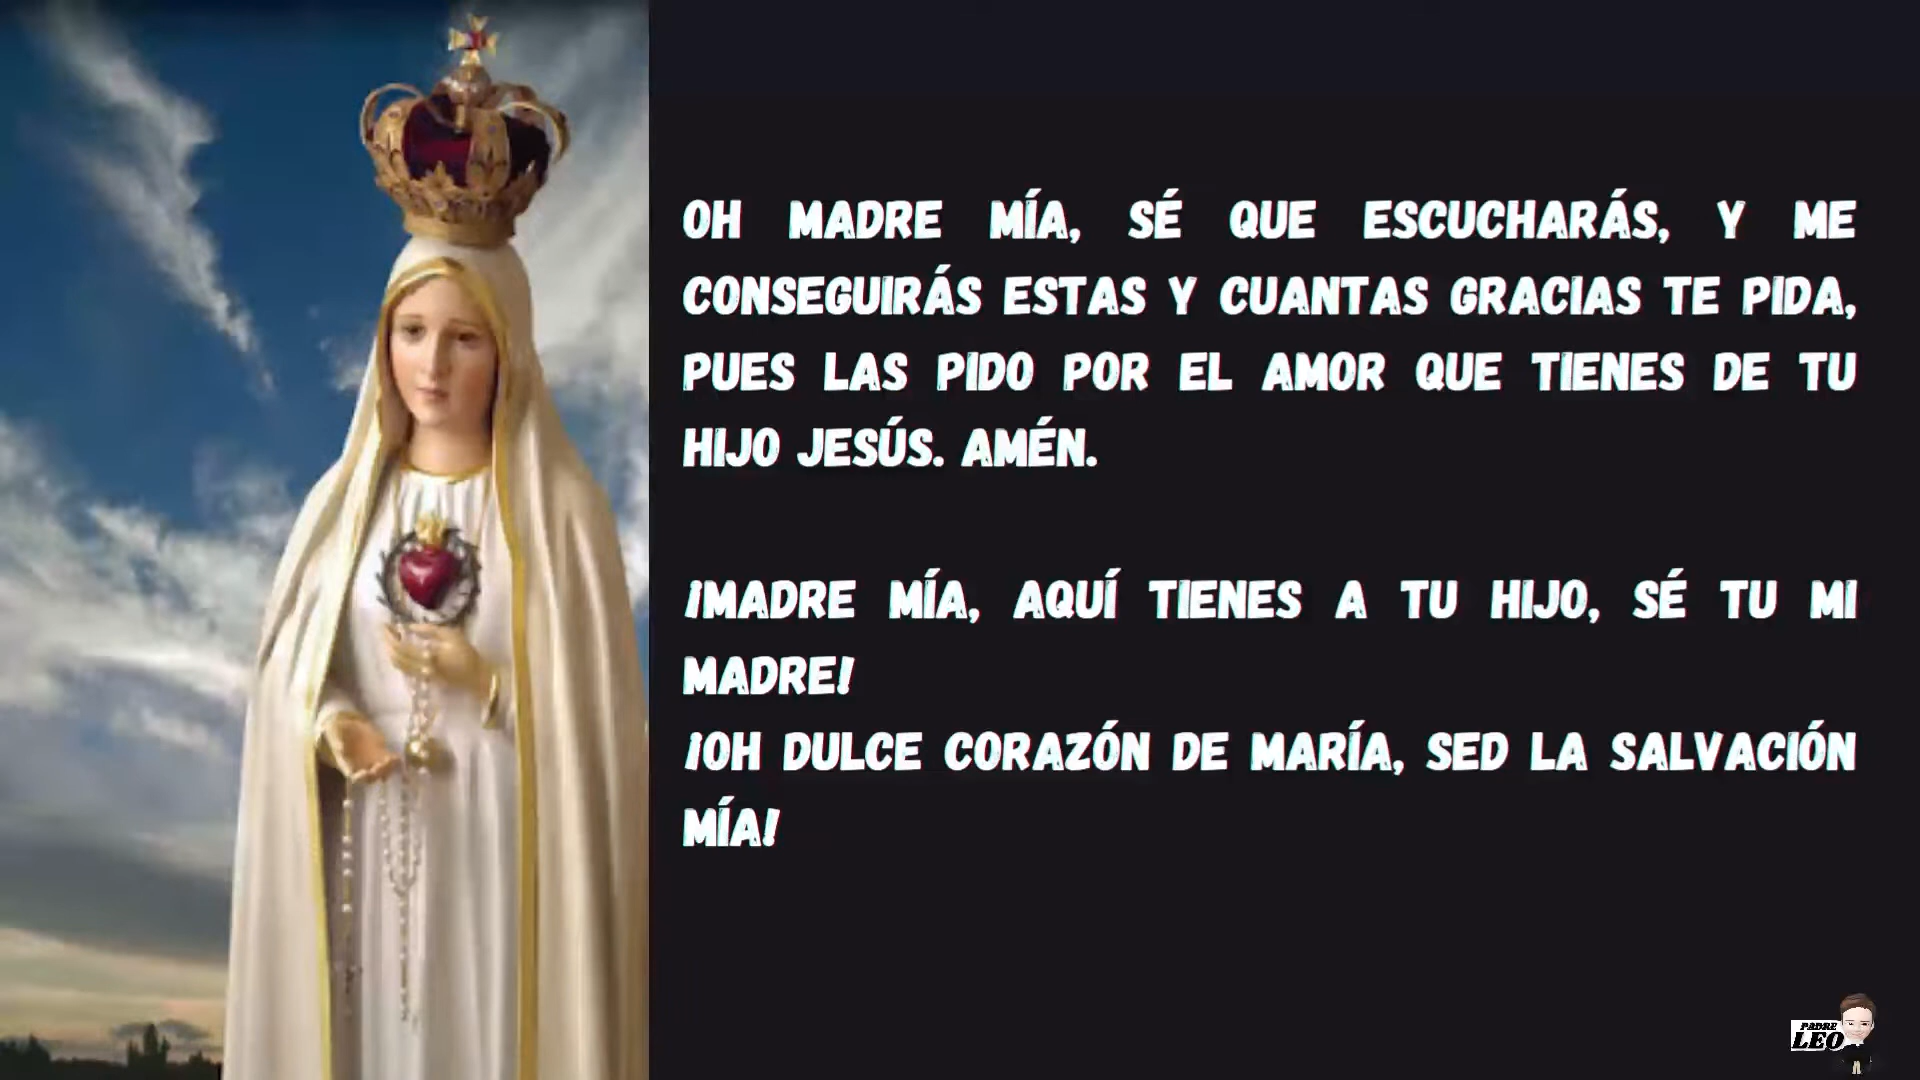 OH MADRE MÍA, SÉ QUE ESCUCHARÁS, Y ME
CONSEGUIRÁS ESTAS Y CUANTAS GRACIAS TE PIDA,
PUES LAS PIDO POR EL AMOR QUE TIENES DE TU
HIJO JESÚS. AMÉN.
¡MADRE MÍA, AQUÍ TIENES A TU HIJO, SÉ TU MI
MADRE!
¡OH DULCE CORAZÓN DE MARÍA, SED LA SALVACIÓN
MÍA!
PADRE
LEO